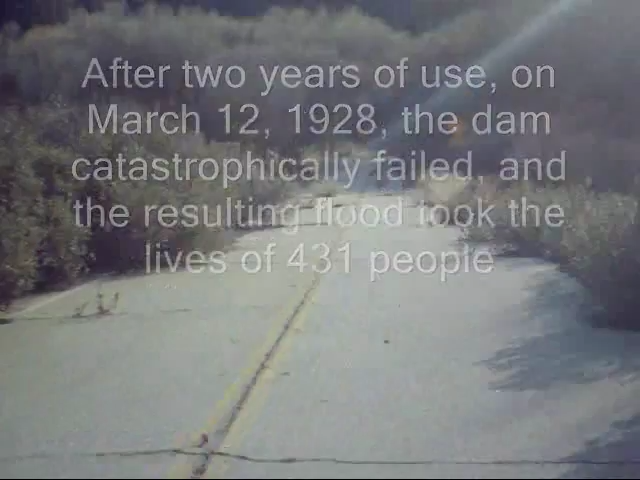 After two years of use, on
March 12, 1928, the dam
catastrophically failed, and
the resulting flood took the
lives of 431 people